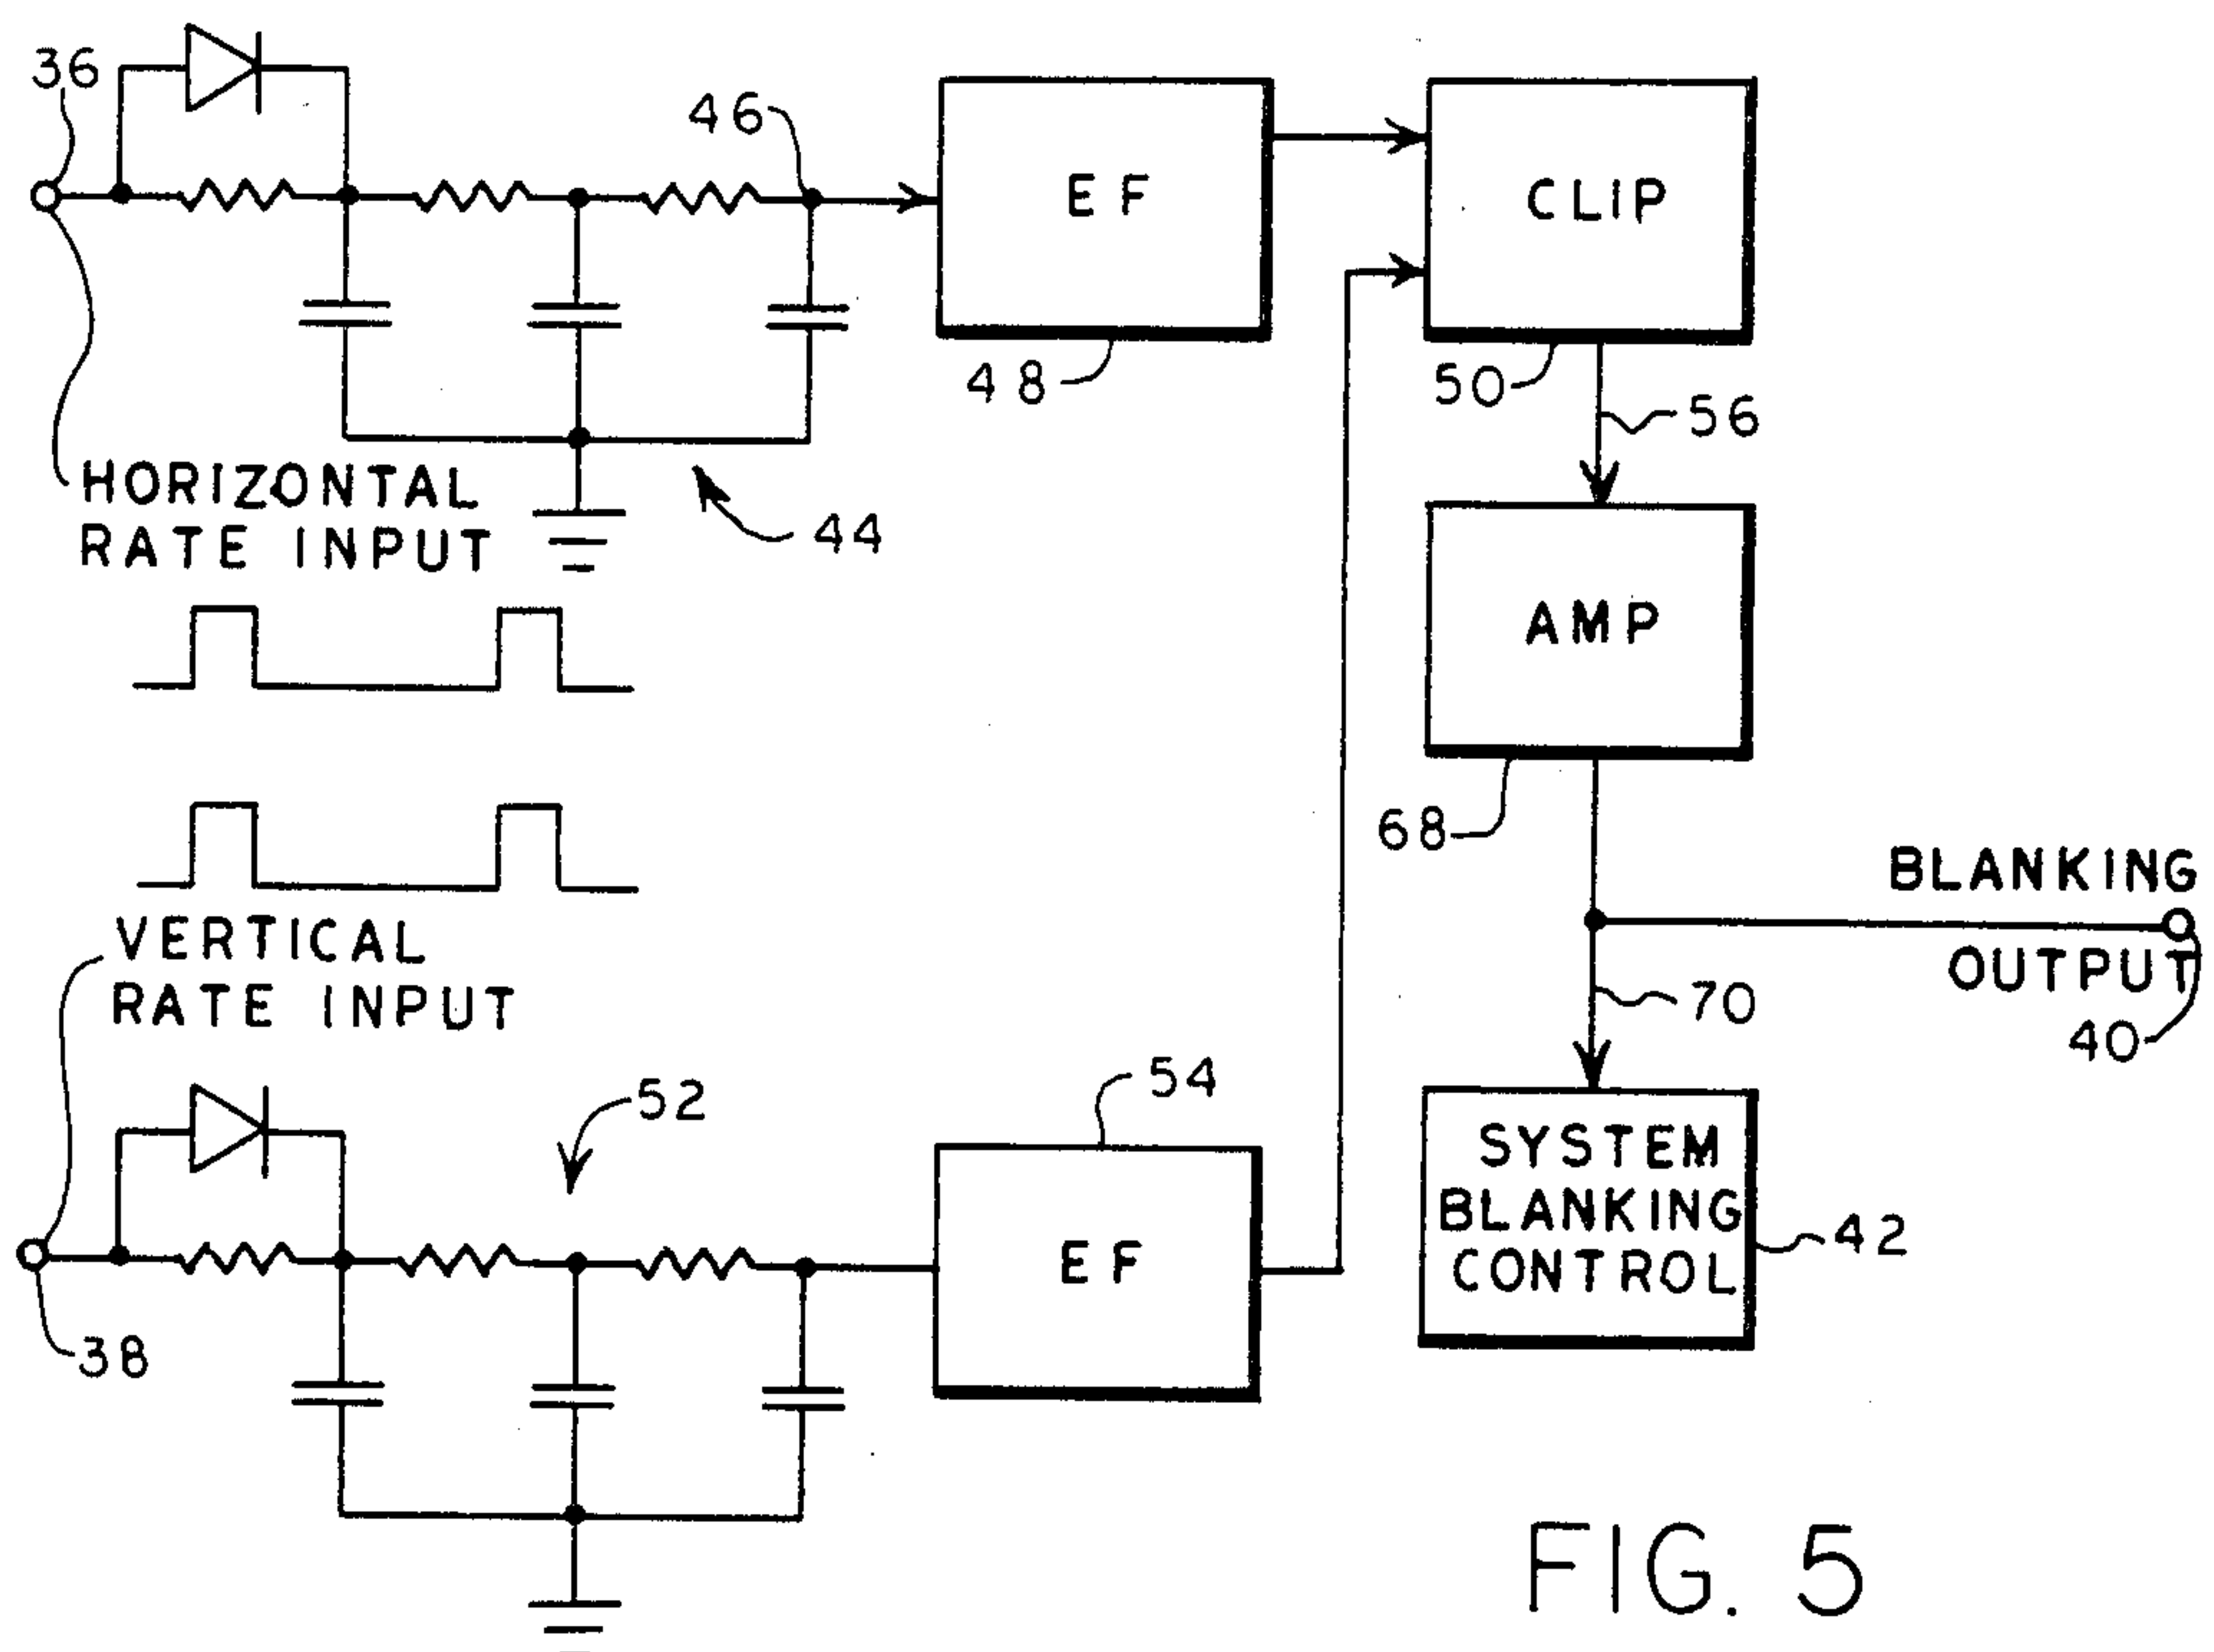 36
46
EF
CLIP
48
50
56
HORIZONTAL
RATE INPUT
44
AMP
68
BLANKING
OUTPUT
40
VERTICAL
RATE INPUT
70
52
54
EF
SYSTEM
BLANKING
CONTROL
42
38
FIG. 5